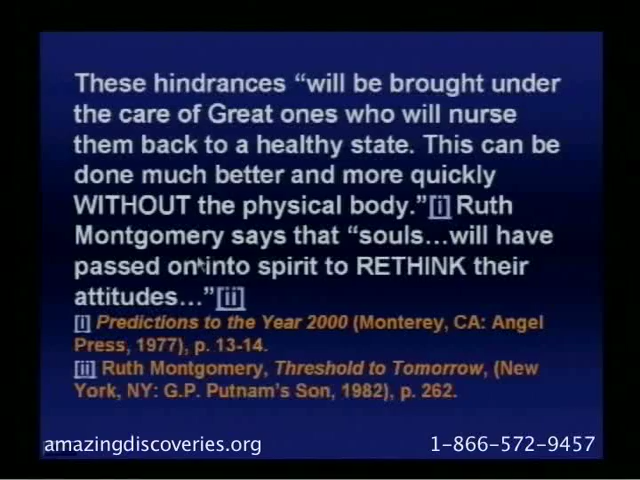 These hindrances “will be brought under
the care of Great ones who will nurse
them back to a healthy state. This can be
done much better and more quickly
WITHOUT the physical body.”[i] Ruth
Montgomery says that “souls…will have
passed on into spirit to RETHINK their
attitudes…”[ii]
[i] Predictions to the Year 2000 (Monterey, CA: Angel
Press, 1977), p. 13-14.
[ii] Ruth Montgomery, Threshold to Tomorrow, (New
York, NY: G.P. Putnam’s Son, 1982), p. 262.
amazingdiscoveries.org 1-866-572-9457